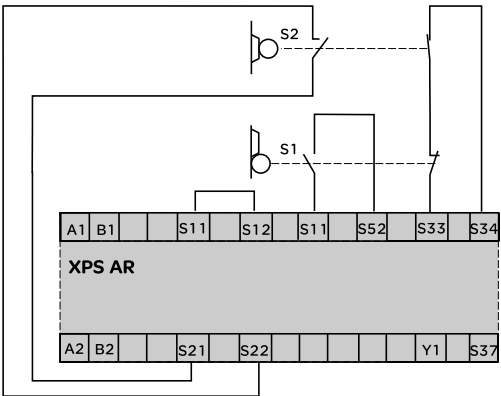 S2
S1
A1 B1 S11 S12 S11 S52 S33 S34
XPS AR
A2 B2 S21 S22 Y1 S37